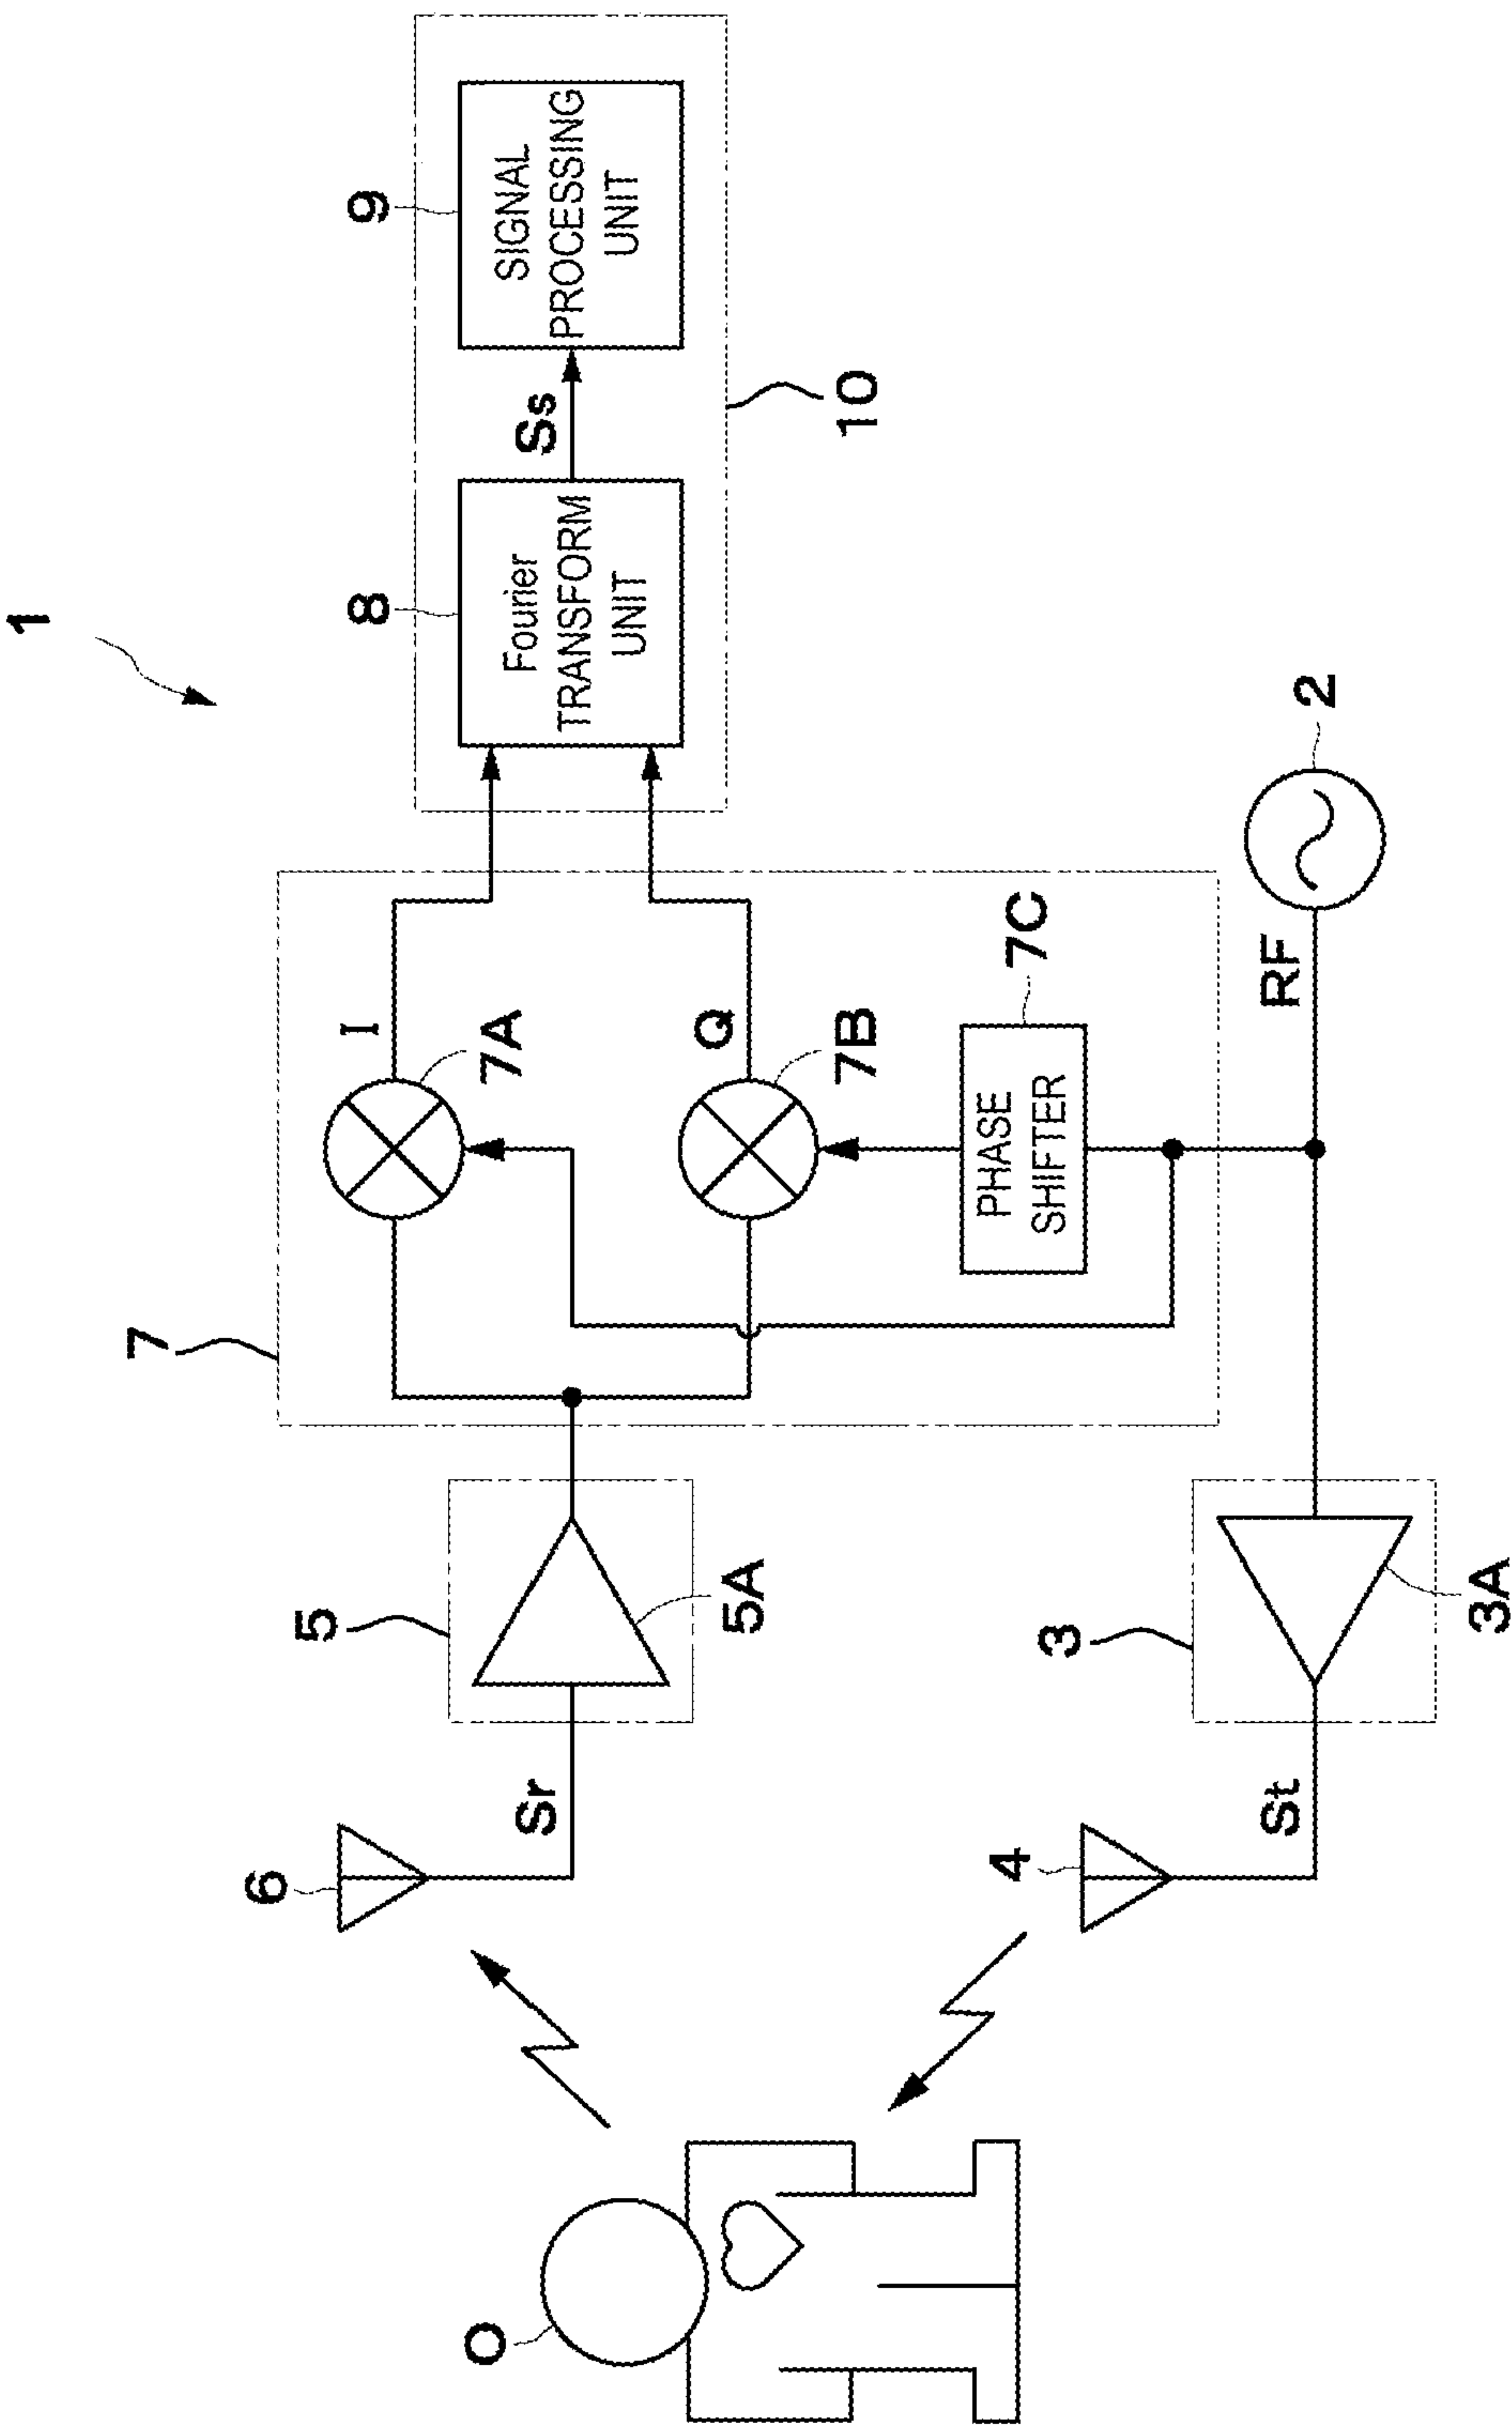 1
8
9
Fourier
TRANSFORM
UNIT
Ss
SIGNAL
PROCESSING
UNIT
10
7
I
7A
Q
7B
7C
PHASE
SHIFTER
5
5A
6
Sr
O
4
St
3
3A
RF
2